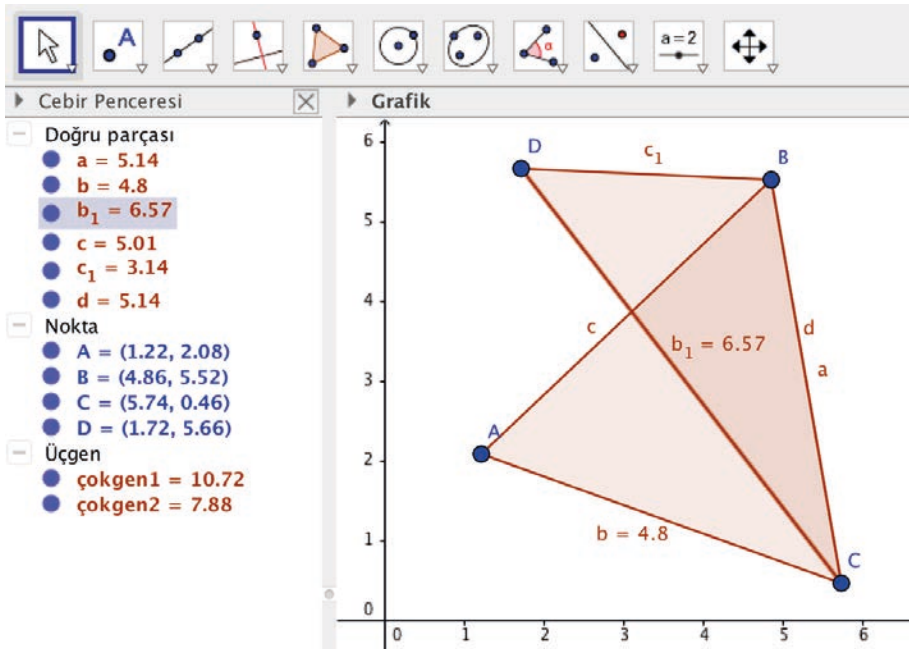 A
α
a=2
Cebir Penceresi
Grafik
Doğru parçası
a = 5.14
b = 4.8
b₁ = 6.57
c = 5.01
c₁ = 3.14
d = 5.14
Nokta
A = (1.22, 2.08)
B = (4.86, 5.52)
C = (5.74, 0.46)
D = (1.72, 5.66)
Üçgen
çokgen1 = 10.72
çokgen2 = 7.88
6
5
4
3
2
1
0
D
c₁
B
c
d
b₁ = 6.57
a
A
b = 4.8
C
0 1 2 3 4 5 6